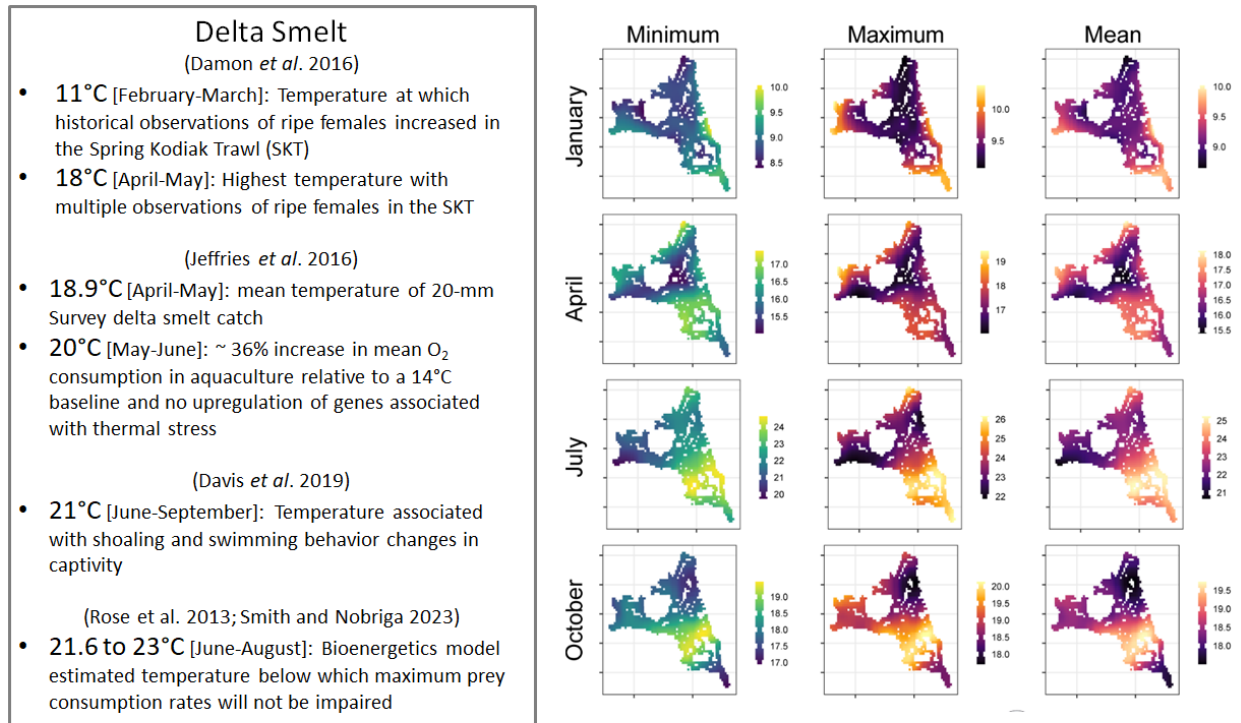 Delta Smelt
(Damon et al. 2016)
• 11°C [February-March]: Temperature at which
historical observations of ripe females increased in
the Spring Kodiak Trawl (SKT)
• 18°C [April-May]: Highest temperature with
multiple observations of ripe females in the SKT
(Jeffries et al. 2016)
• 18.9°C [April-May]: mean temperature of 20-mm
Survey delta smelt catch
• 20°C [May-June]: ~ 36% increase in mean O₂
consumption in aquaculture relative to a 14°C
baseline and no upregulation of genes associated
with thermal stress
(Davis et al. 2019)
• 21°C [June-September]: Temperature associated
with shoaling and swimming behavior changes in
captivity
(Rose et al. 2013; Smith and Nobriga 2023)
• 21.6 to 23°C [June-August]: Bioenergetics model
estimated temperature below which maximum prey
consumption rates will not be impaired
Minimum
Maximum
Mean
January
10.0
9.5
9.0
8.5
10.0
9.5
10.0
9.5
9.0
April
17.0
16.5
16.0
15.5
19
18
17
18.0
17.5
17.0
16.5
16.0
15.5
July
24
23
22
21
20
26
25
24
23
22
25
24
23
22
21
October
19.0
18.5
18.0
17.5
17.0
20.0
19.5
19.0
18.5
18.0
19.5
19.0
18.5
18.0